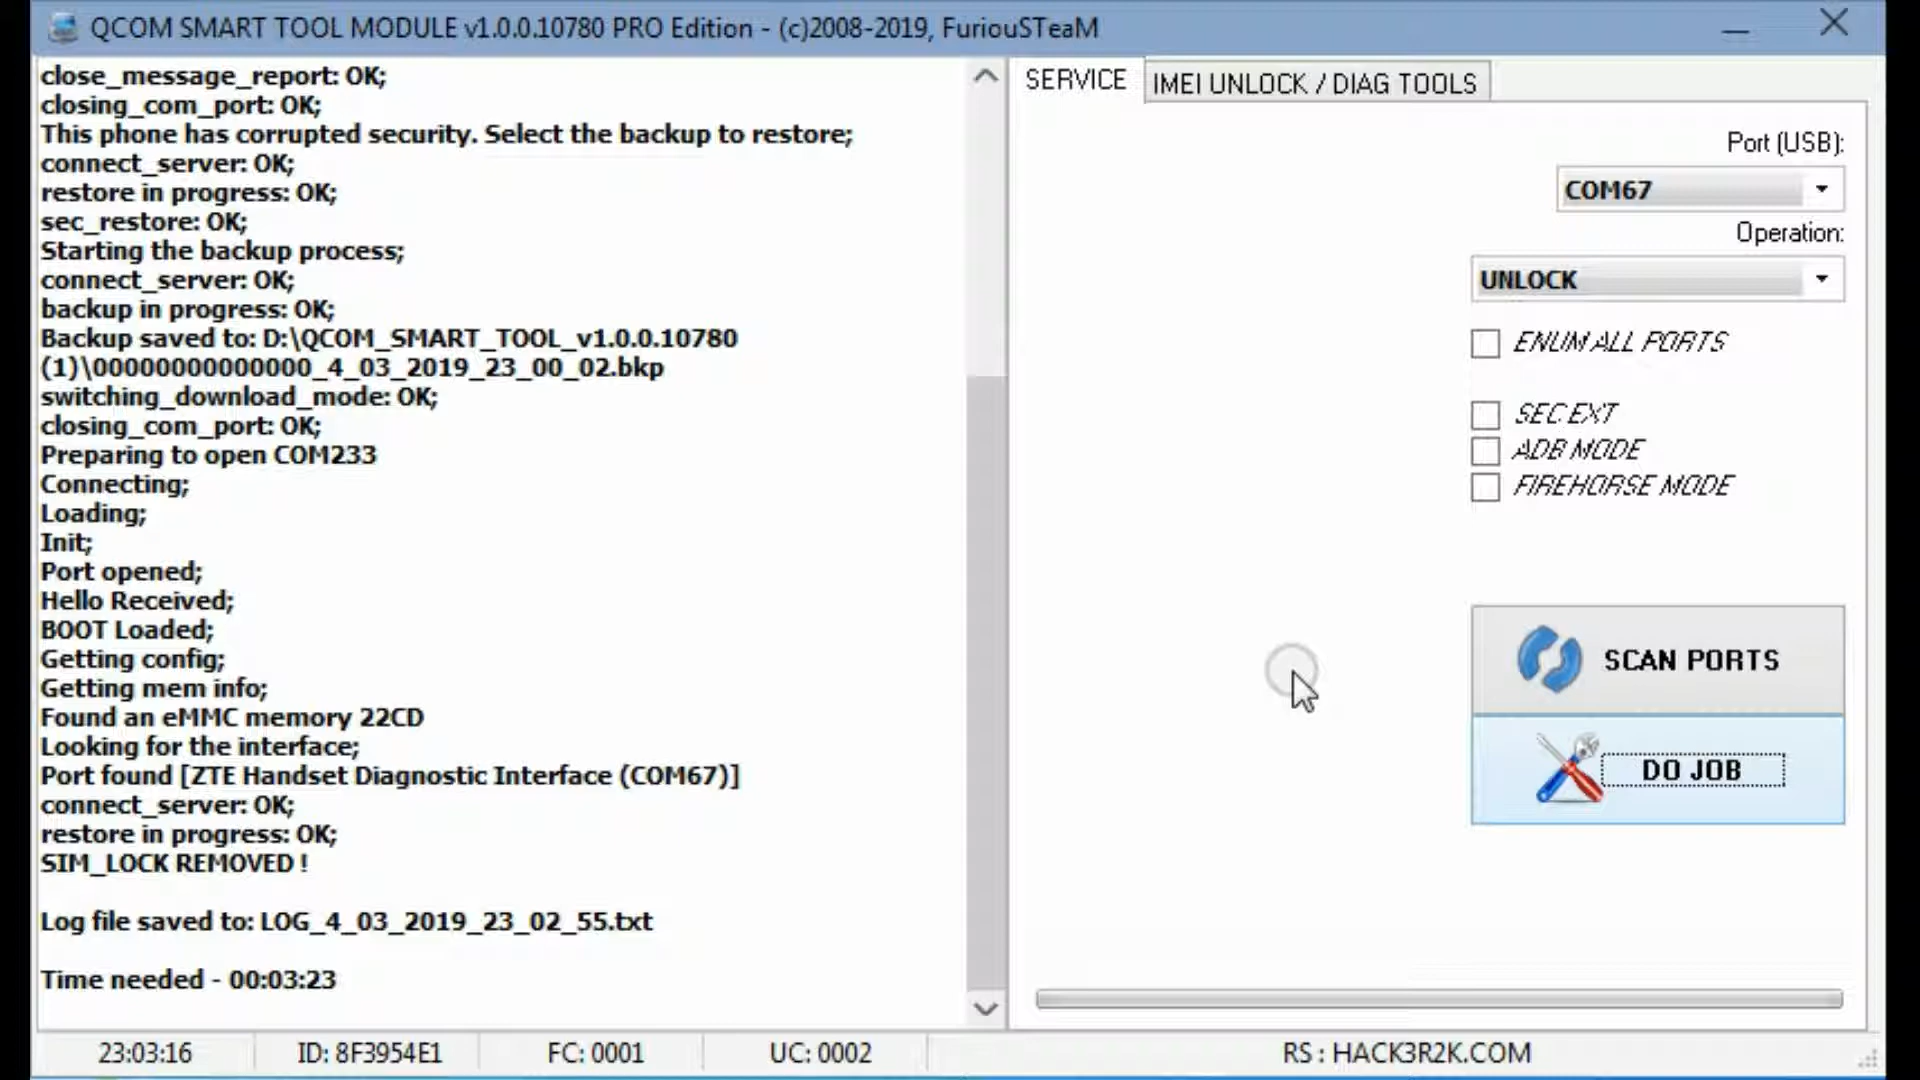 QCOM SMART TOOL MODULE v1.0.0.10780 PRO Edition - (c)2008-2019, FuriouSTeaM
close_message_report: OK;
closing_com_port: OK;
This phone has corrupted security. Select the backup to restore;
connect_server: OK;
restore in progress: OK;
sec_restore: OK;
Starting the backup process;
connect_server: OK;
backup in progress: OK;
Backup saved to: D:\QCOM_SMART_TOOL_v1.0.0.10780
(1)\00000000000000_4_03_2019_23_00_02.bkp
switching_download_mode: OK;
closing_com_port: OK;
Preparing to open COM233
Connecting;
Loading;
Init;
Port opened;
Hello Received;
BOOT Loaded;
Getting config;
Getting mem info;
Found an eMMC memory 22CD
Looking for the interface;
Port found [ZTE Handset Diagnostic Interface (COM67)]
connect_server: OK;
restore in progress: OK;
SIM_LOCK REMOVED !
Log file saved to: LOG_4_03_2019_23_02_55.txt
Time needed - 00:03:23
SERVICE
IMEI UNLOCK / DIAG TOOLS
Port (USB):
COM67
Operation:
UNLOCK
ENUM ALL PORTS
SEC EXT
ADB MODE
FIREHORSE MODE
SCAN PORTS
DO JOB
23:03:16
ID: 8F3954E1
FC: 0001
UC: 0002
RS : HACK3R2K.COM